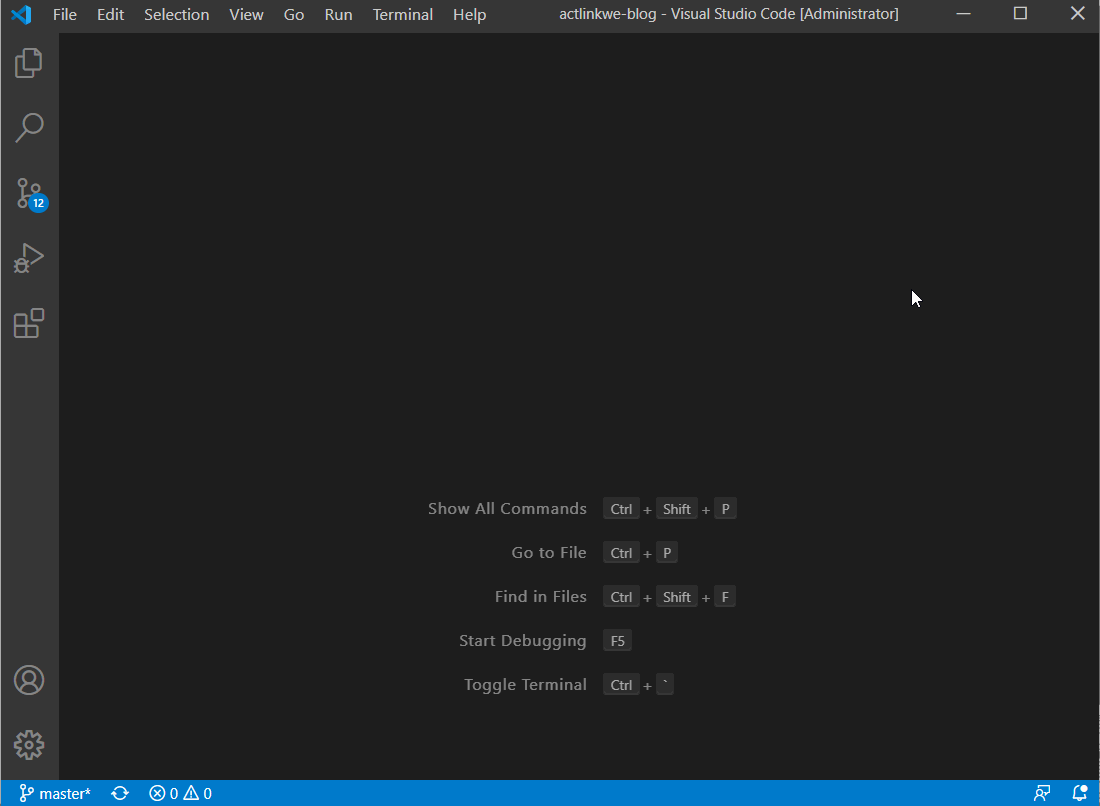 File Edit Selection View Go Run Terminal Help actlinkwe-blog - Visual Studio Code [Administrator]
12
Show All Commands Ctrl + Shift + P
Go to File Ctrl + P
Find in Files Ctrl + Shift + F
Start Debugging F5
Toggle Terminal Ctrl + `
master* 0 0